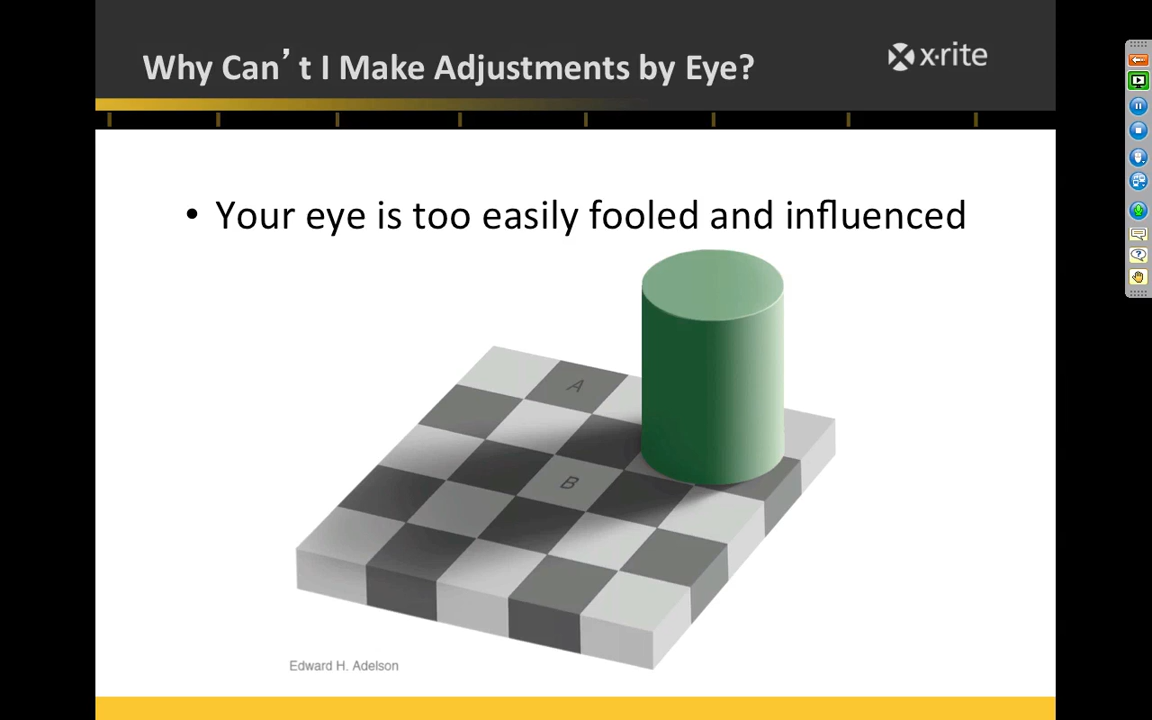 Why Can’t I Make Adjustments by Eye?
x·rite
• Your eye is too easily fooled and influenced
A
B
Edward H. Adelson